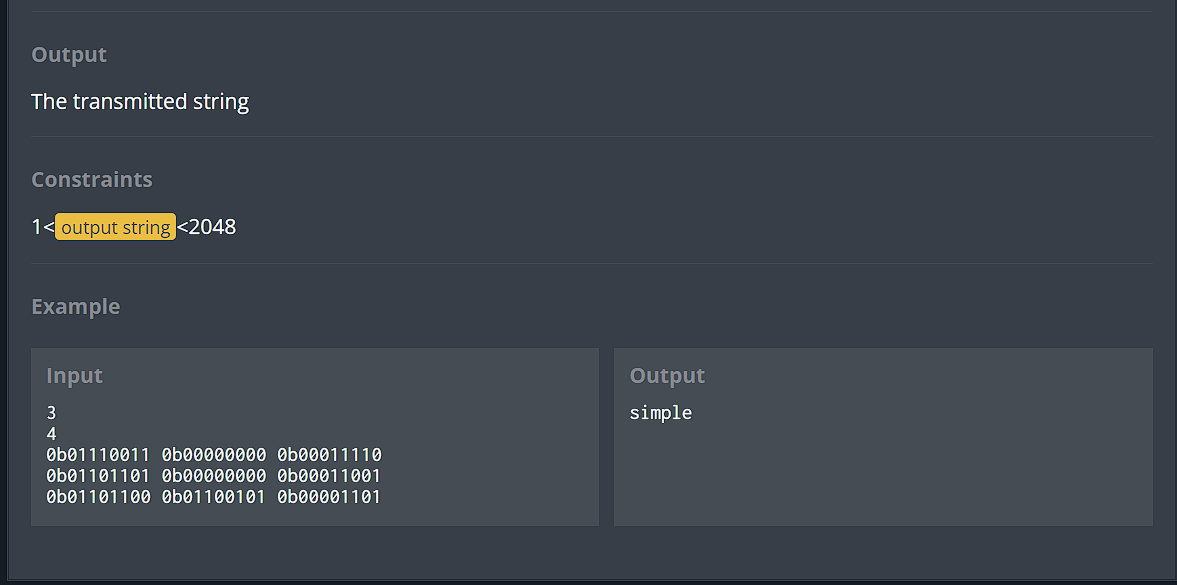 Output
The transmitted string
Constraints
1<output string<2048
Example
Input
3
4
0b01110011 0b00000000 0b00011110
0b01101101 0b00000000 0b00011001
0b01101100 0b01100101 0b00001101
Output
simple